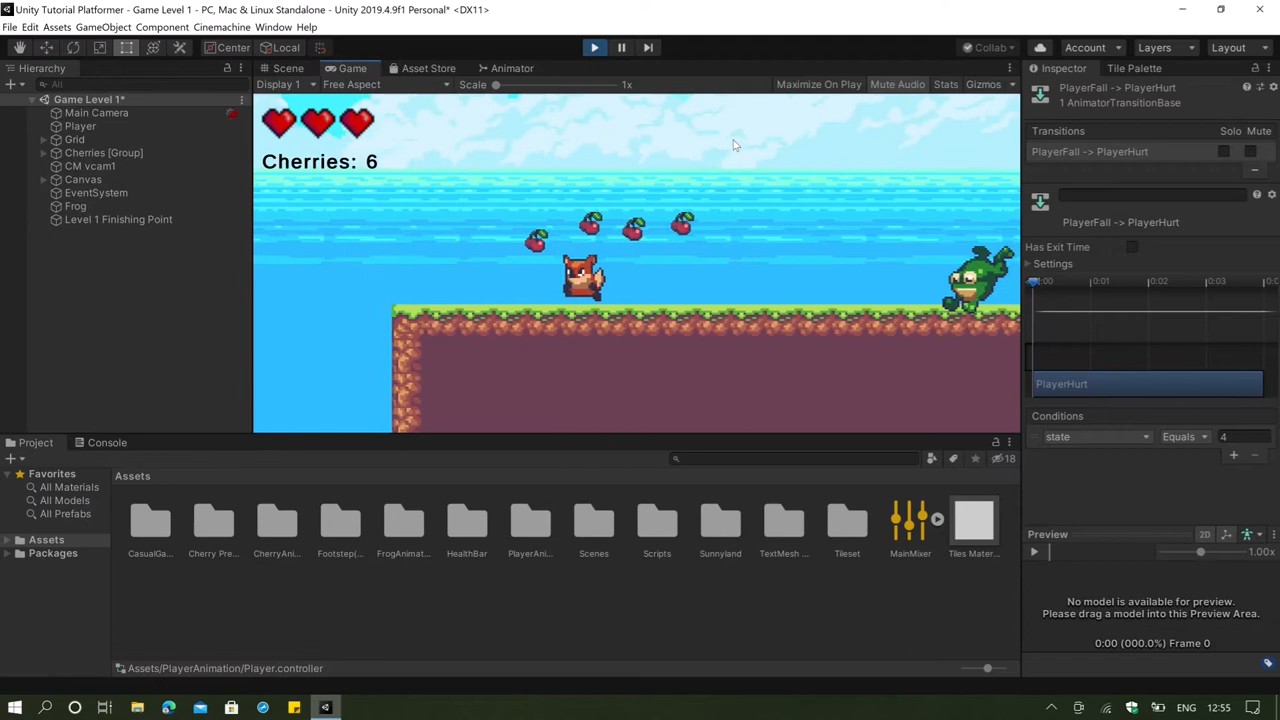 Unity Tutorial Platformer - Game Level 1 - PC, Mac & Linux Standalone - Unity 2019.4.9f1 Personal* <DX11>
File Edit Assets GameObject Component Cinemachine Window Help
Center Local Collab Account Layers Layout
Hierarchy
All
Game Level 1*
Main Camera
Player
Grid
Cherries [Group]
CM vcam1
Canvas
EventSystem
Frog
Level 1 Finishing Point
Scene Game Asset Store Animator
Display 1 Free Aspect Scale 1x Maximize On Play Mute Audio Stats Gizmos
Cherries: 6
Inspector Tile Palette
PlayerFall -> PlayerHurt
1 AnimatorTransitionBase
Transitions Solo Mute
PlayerFall -> PlayerHurt
PlayerFall -> PlayerHurt
Has Exit Time
Settings
:00 0:01 0:02 0:03
PlayerHurt
Conditions
state Equals 4
Preview 2D 1.00x
No model is available for preview.
Please drag a model into this Preview Area.
0:00 (000.0%) Frame 0
Project Console
18
Favorites
All Materials
All Models
All Prefabs
Assets
Packages
Assets
CasualGa... Cherry Pre... CherryAni... Footstep(... FrogAnimat... HealthBar PlayerAni... Scenes Scripts Sunnyland TextMesh ... Tileset MainMixer Tiles Mater...
Assets/PlayerAnimation/Player.controller
ENG 12:55